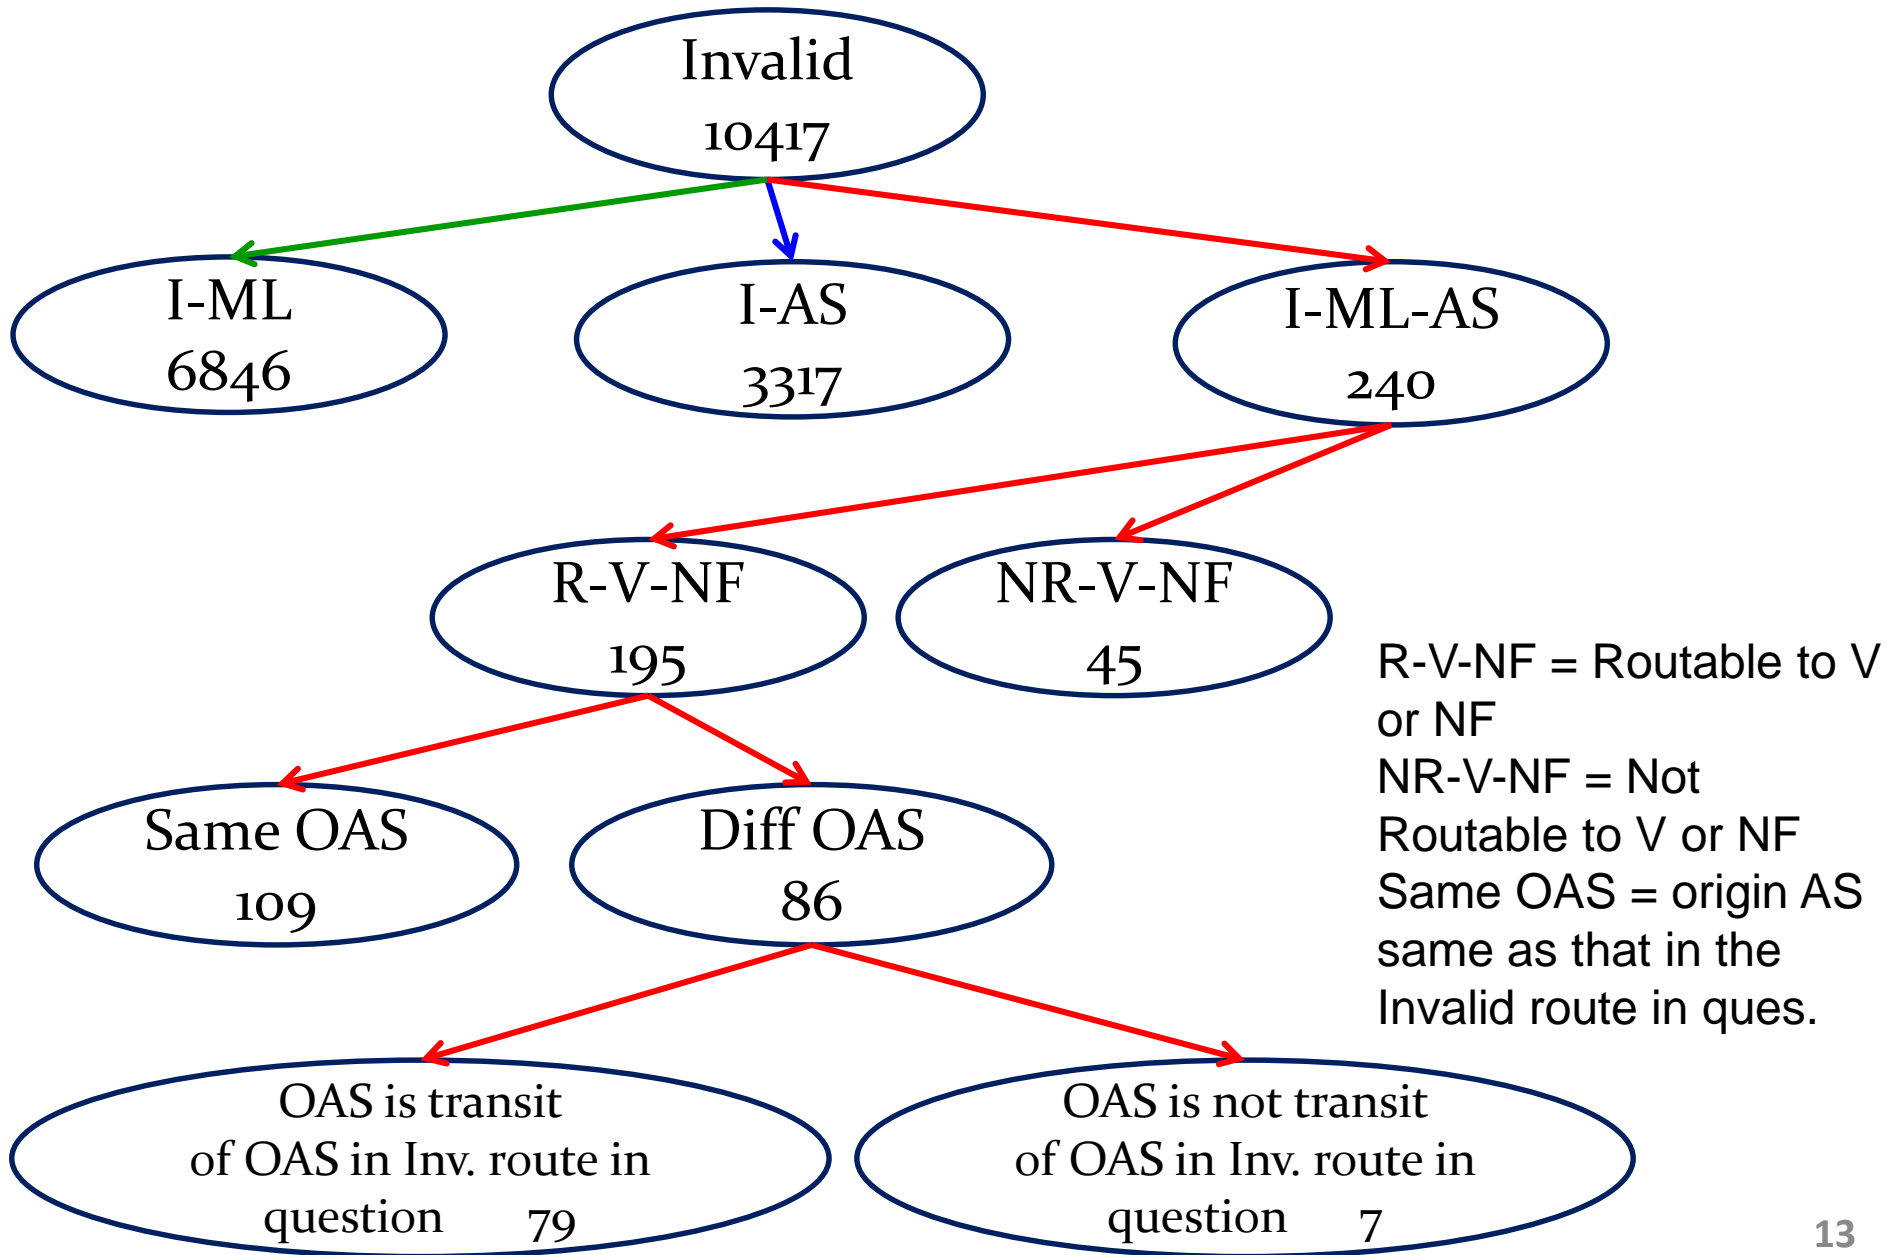 Invalid
10417
I-ML
6846
I-AS
3317
I-ML-AS
240
R-V-NF
195
NR-V-NF
45
Same OAS
109
Diff OAS
86
OAS is transit
of OAS in Inv. route in
question 79
OAS is not transit
of OAS in Inv. route in
question 7
R-V-NF = Routable to V
or NF
NR-V-NF = Not
Routable to V or NF
Same OAS = origin AS
same as that in the
Invalid route in ques.
13